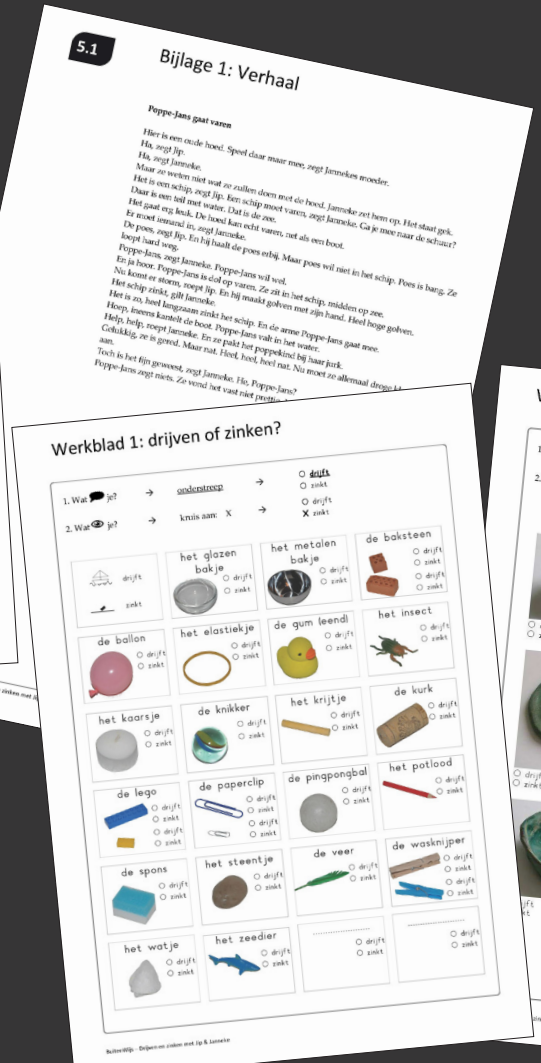 5.1
Bijlage 1: Verhaal
Poppe-Jans gaat varen
Hier is een oude hoed. Speel daar maar mee, zegt Jannekes moeder.
Ha, zegt Jip.
Ha, zegt Janneke.
Maar ze weten niet wat ze zullen doen met de hoed. Janneke zet hem op. Het staat gek.
Het is een schip, zegt Jip. Een schip moet varen, zegt Janneke. Ga je mee naar de schuur?
Daar is een teil met water. Dat is de zee.
Het gaat erg leuk. De hoed kan echt varen, net als een boot.
Er moet iemand in, zegt Janneke.
De poes, zegt Jip. En hij haalt de poes erbij. Maar poes wil niet in het schip. Poes is bang. Ze
loopt hard weg.
Poppe-Jans, zegt Janneke. Poppe-Jans wil wel.
En ja hoor. Poppe-Jans is dol op varen. Ze zit in het schip, midden op zee.
Nu komt er storm, roept Jip. En hij maakt golven met zijn hand. Heel hoge golven.
Het schip zinkt, gilt Janneke.
Het is zo, heel langzaam zinkt het schip. En de arme Poppe-Jans gaat mee.
Hoep, ineens kantelt de boot. Poppe-Jans valt in het water.
Help, help, roept Janneke. En ze pakt het poppekind bij haar jurk.
Gelukkig, ze is gered. Maar nat. Heel, heel, heel nat. Nu moet ze allemaal droge
aan.
Toch is het fijn geweest, zegt Janneke. He, Poppe-Jans?
Poppe-Jans zegt niets. Ze vond het vast niet
Werkblad 1: drijven of zinken?
1. Wat je? → onderstreep → drijft
zinkt
2. Wat je? → kruis aan: X → drijft
X zinkt
drijft
zinkt
het glazen
bakje
drijft
zinkt
het metalen
bakje
drijft
zinkt
de baksteen
drijft
zinkt
drijft
zinkt
de ballon
drijft
zinkt
het elastiekje
drijft
zinkt
de gum (eend)
drijft
zinkt
het insect
drijft
zinkt
het kaarsje
drijft
zinkt
de knikker
drijft
zinkt
het krijtje
drijft
zinkt
de kurk
drijft
zinkt
de lego
drijft
zinkt
drijft
zinkt
de paperclip
drijft
zinkt
drijft
zinkt
de pingpongbal
drijft
zinkt
het potlood
drijft
zinkt
de spons
drijft
zinkt
het steentje
drijft
zinkt
de veer
drijft
zinkt
de wasknijper
drijft
zinkt
drijft
zinkt
het watje
drijft
zinkt
het zeedier
drijft
zinkt
drijft
zinkt
drijft
zinkt
- Drijven en zinken met Jip & Janneke